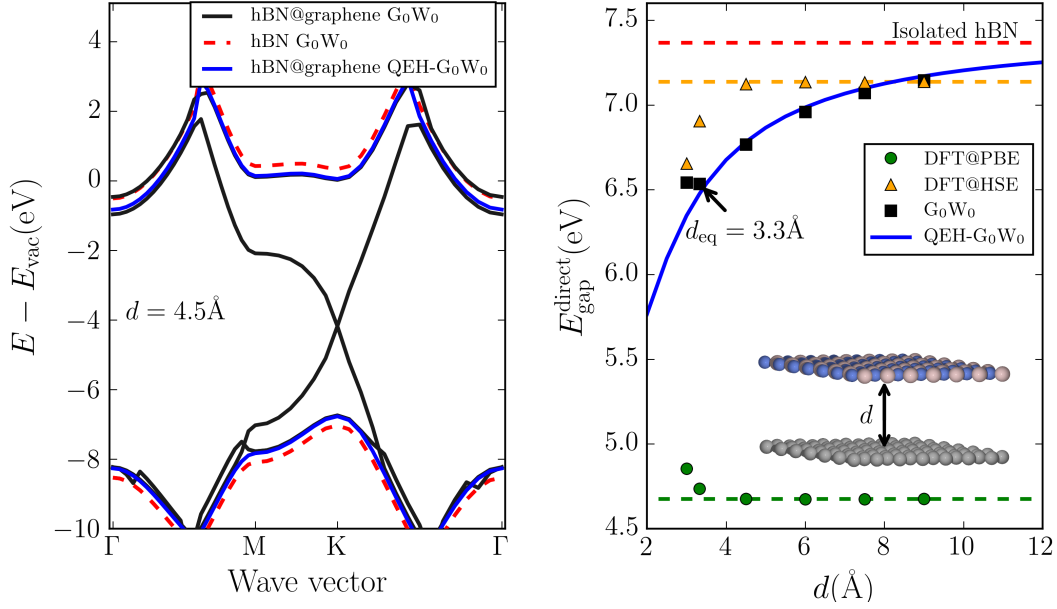 hBN@graphene G₀W₀
hBN G₀W₀
hBN@graphene QEH-G₀W₀
4
2
0
−2
−4
−6
−8
−10
E − E_vac(eV)
d = 4.5Å
Γ M K Γ
Wave vector
Isolated hBN
DFT@PBE
DFT@HSE
G₀W₀
QEH-G₀W₀
d_eq = 3.3Å
d
7.5
7.0
6.5
6.0
5.5
5.0
4.5
E_gap^direct(eV)
2 4 6 8 10 12
d(Å)